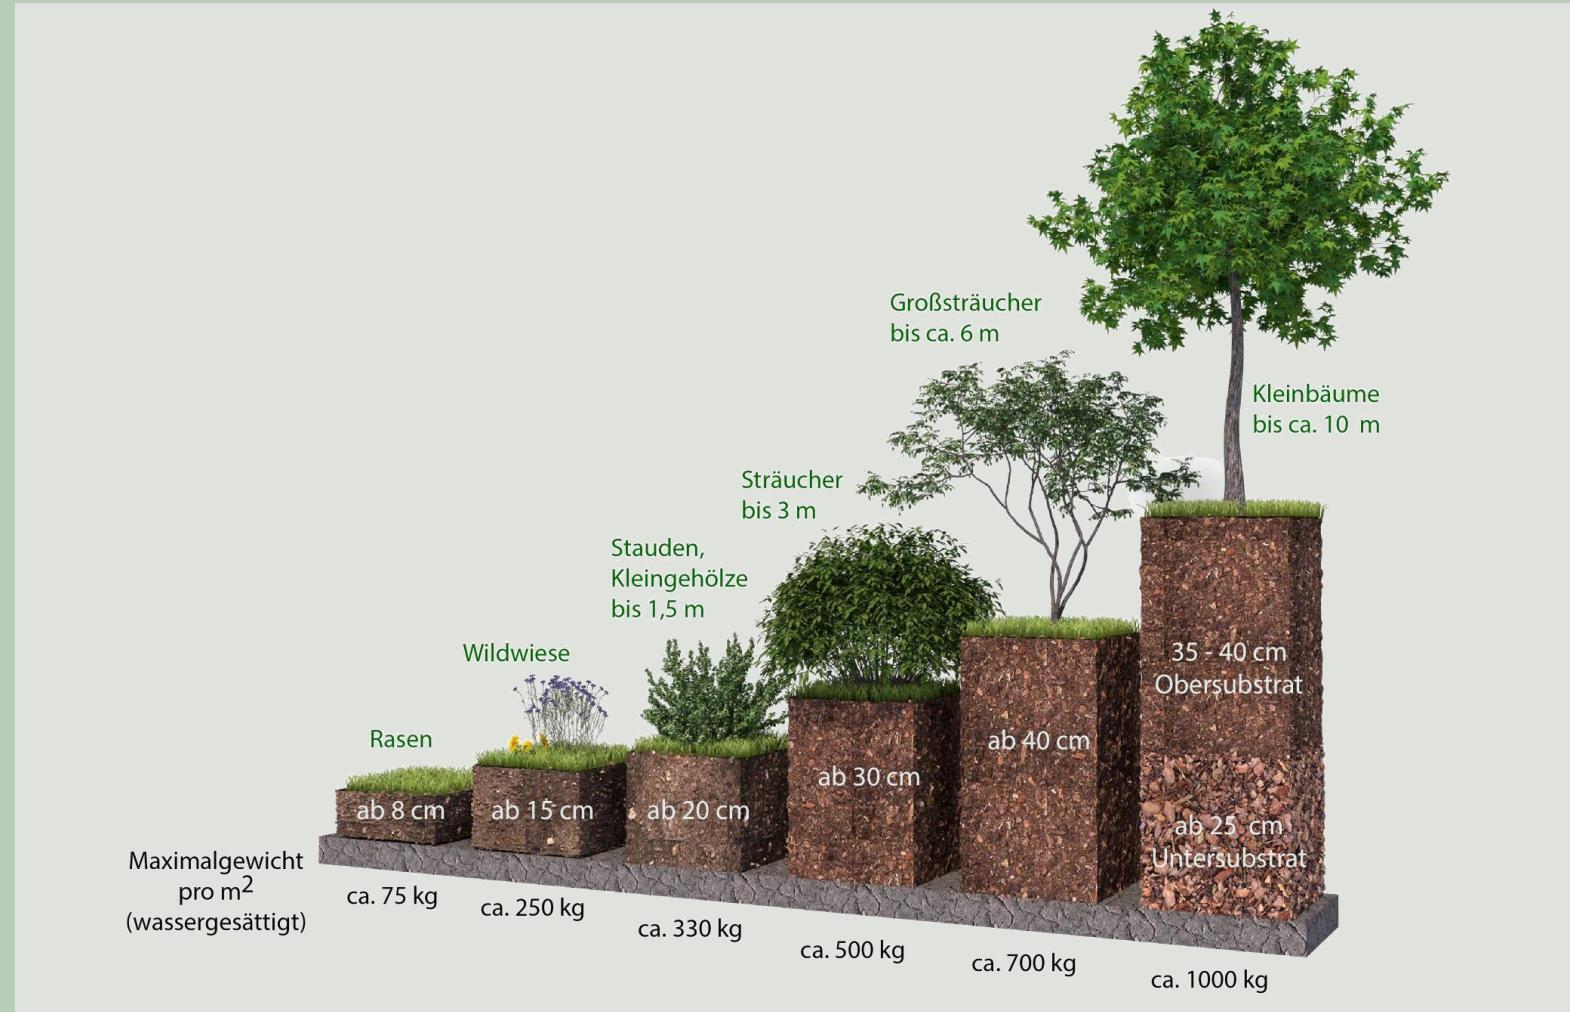 Großsträucher
bis ca. 6 m
Kleinbäume
bis ca. 10 m
Sträucher
bis 3 m
Stauden,
Kleingehölze
bis 1,5 m
Wildwiese
Rasen
ab 8 cm
ab 15 cm
ab 20 cm
ab 30 cm
ab 40 cm
35 - 40 cm
Obersubstrat
ab 25 cm
Untersubstrat
Maximalgewicht
pro m2
(wassergesättigt)
ca. 75 kg
ca. 250 kg
ca. 330 kg
ca. 500 kg
ca. 700 kg
ca. 1000 kg